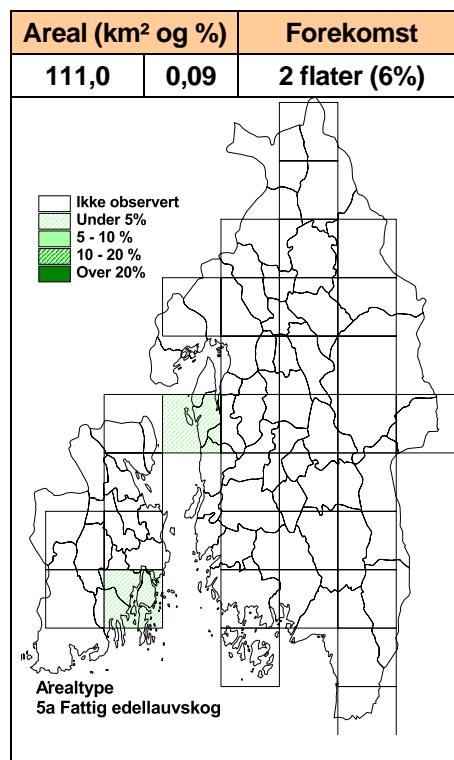 Areal (km² og %) Forekomst
111,0 0,09 2 flater (6%)
Ikke observert
Under 5%
5 - 10 %
10 - 20 %
Over 20%
Arealtype
5a Fattig edellauvskog